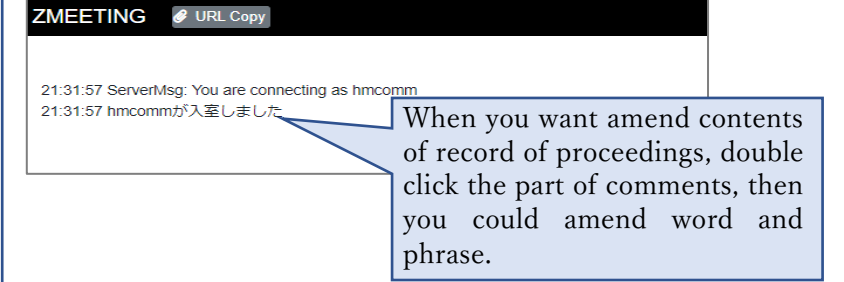 ZMEETING URL Copy
21:31:57 ServerMsg: You are connecting as hmcomm
21:31:57 hmcommが入室しました
When you want amend contents
of record of proceedings, double
click the part of comments, then
you could amend word and
phrase.